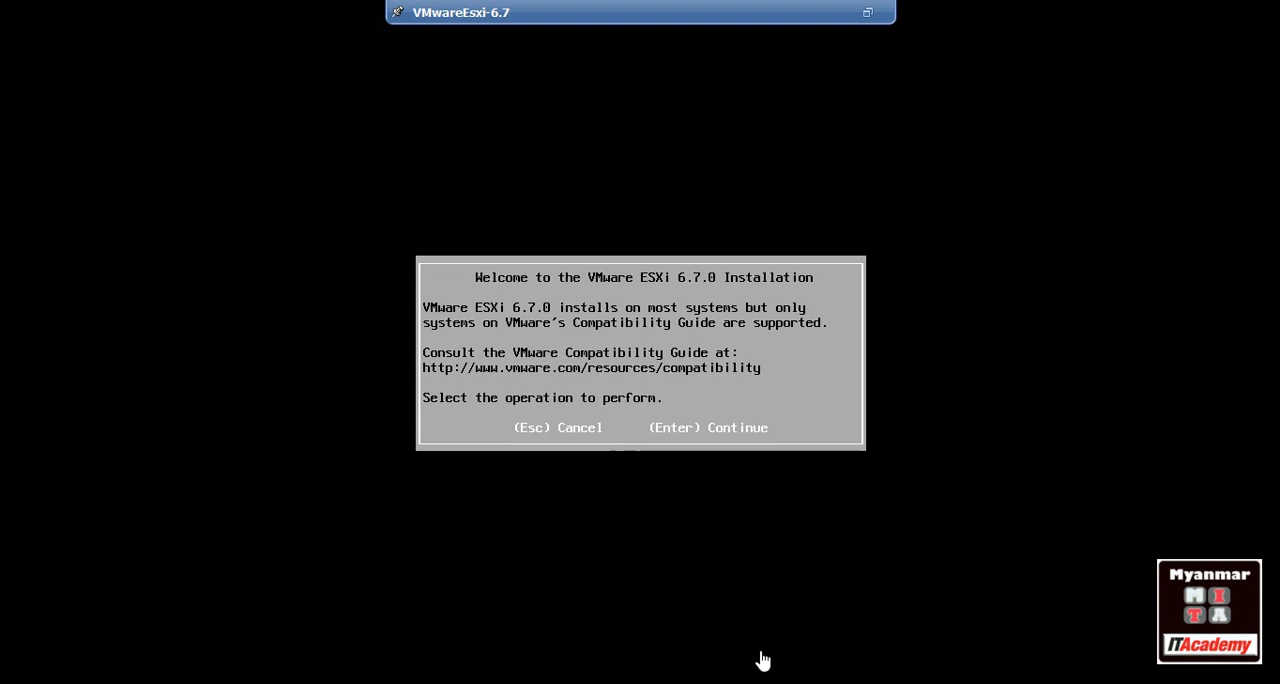 VMwareEsxi-6.7
Welcome to the VMware ESXi 6.7.0 Installation
VMware ESXi 6.7.0 installs on most systems but only
systems on VMware's Compatibility Guide are supported.
Consult the VMware Compatibility Guide at:
http://www.vmware.com/resources/compatibility
Select the operation to perform.
(Esc) Cancel (Enter) Continue
Myanmar
M I
T A
ITAcademy